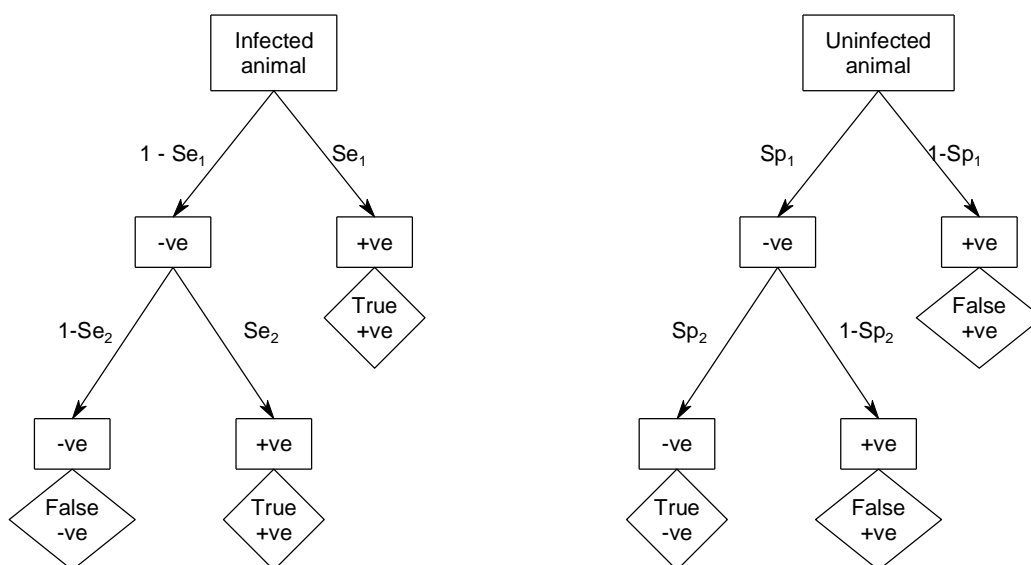 Infected
animal
Uninfected
animal
1 - Se₁
Se₁
Sp₁
1-Sp₁
-ve
+ve
-ve
+ve
True
+ve
False
+ve
1-Se₂
Se₂
Sp₂
1-Sp₂
-ve
+ve
-ve
+ve
False
-ve
True
+ve
True
-ve
False
+ve